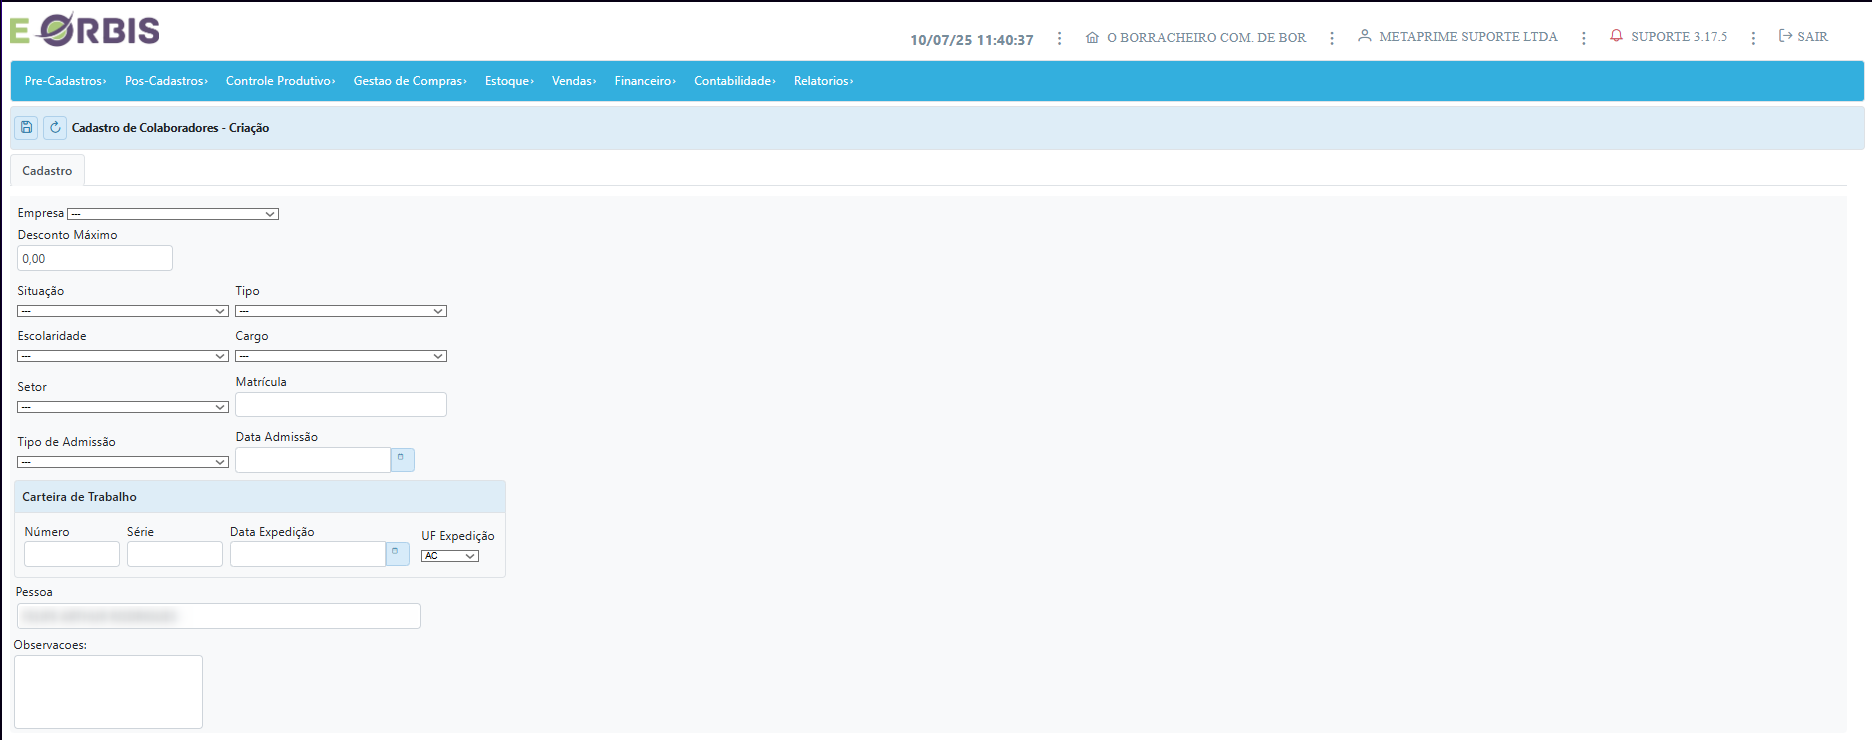 E ORBIS
10/07/25 11:40:37 O BORRACHEIRO COM. DE BOR METAPRIME SUPORTE LTDA SUPORTE 3.17.5 SAIR
Pre-Cadastros› Pos-Cadastros› Controle Produtivo› Gestao de Compras› Estoque› Vendas› Financeiro› Contabilidade› Relatorios›
Cadastro de Colaboradores - Criação
Cadastro
Empresa ---
Desconto Máximo
0,00
Situação Tipo
--- ---
Escolaridade Cargo
--- ---
Setor Matrícula
---
Tipo de Admissão Data Admissão
---
Carteira de Trabalho
Número Série Data Expedição UF Expedição
AC
Pessoa
Observacoes: